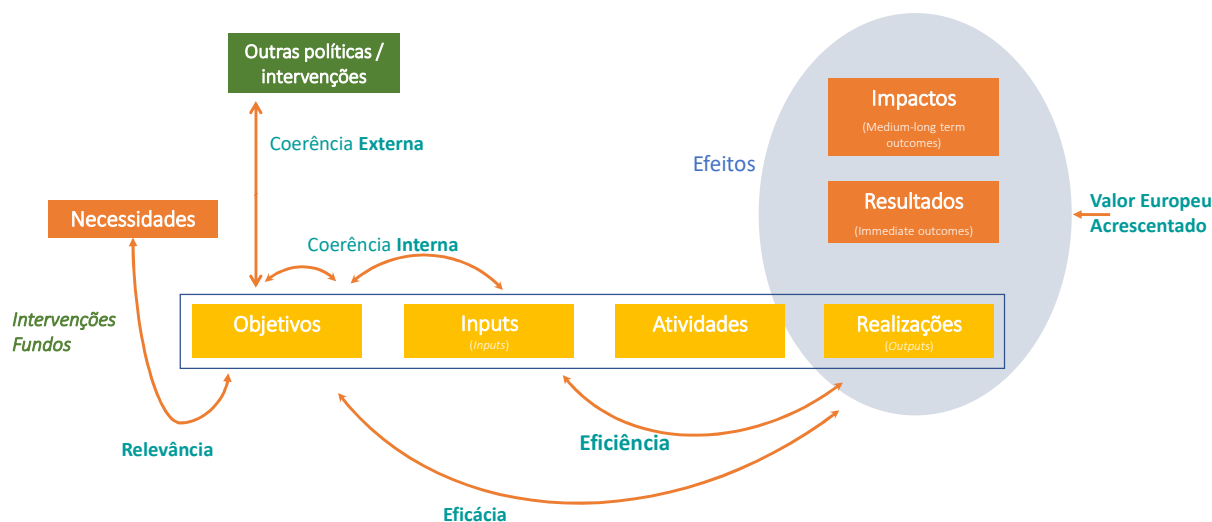 Outras políticas /
intervenções
Impactos
(Medium-long term
outcomes)
Coerência Externa
Efeitos
Necessidades
Resultados
(Immediate outcomes)
Valor Europeu
Acrescentado
Coerência Interna
Intervenções
Fundos
Objetivos
Inputs
(Inputs)
Atividades
Realizações
(Outputs)
Relevância
Eficiência
Eficácia